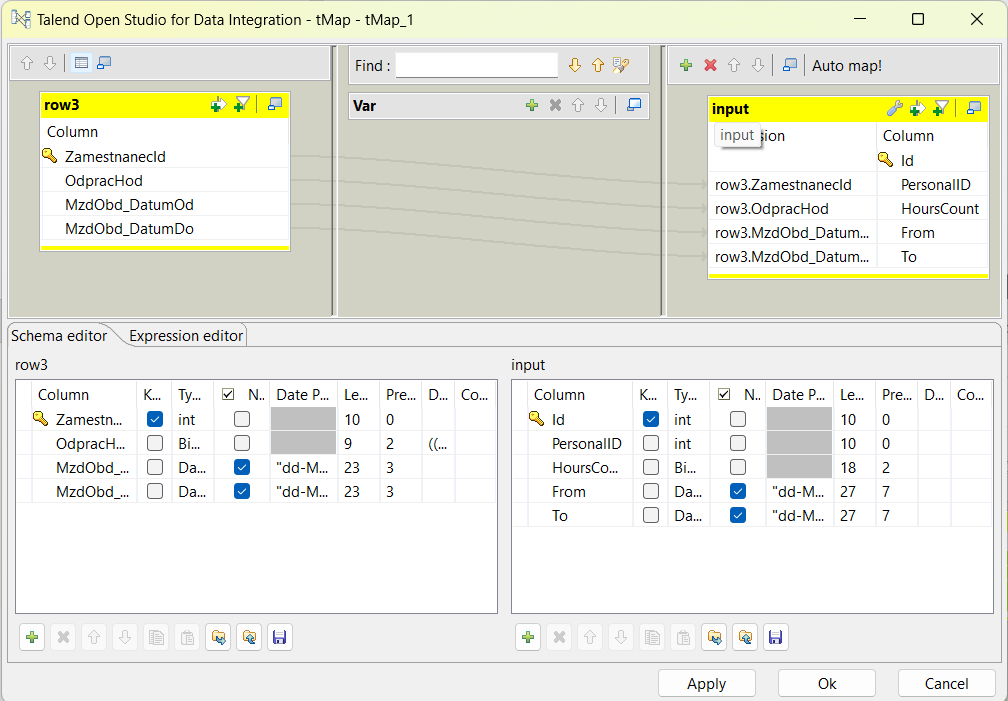 Talend Open Studio for Data Integration - tMap - tMap_1
Find :
Auto map!
row3
Column
ZamestnanecId
OdpracHod
MzdObd_DatumOd
MzdObd_DatumDo
Var
input
input
sion
Column
Id
row3.ZamestnanecId PersonalID
row3.OdpracHod HoursCount
row3.MzdObd_Datum... From
row3.MzdObd_Datum... To
Schema editor Expression editor
row3
Column K... Ty... N.. Date P... Le... Pre... D... Co...
Zamestn... int 10 0
OdpracH... Bi... 9 2 ((...
MzdObd_... Da... "dd-M... 23 3
MzdObd_... Da... "dd-M... 23 3
input
Column K... Ty... N.. Date P... Le... Pre... D... Co...
Id int 10 0
PersonalID int 10 0
HoursCo... Bi... 18 2
From Da... "dd-M... 27 7
To Da... "dd-M... 27 7
Apply Ok Cancel